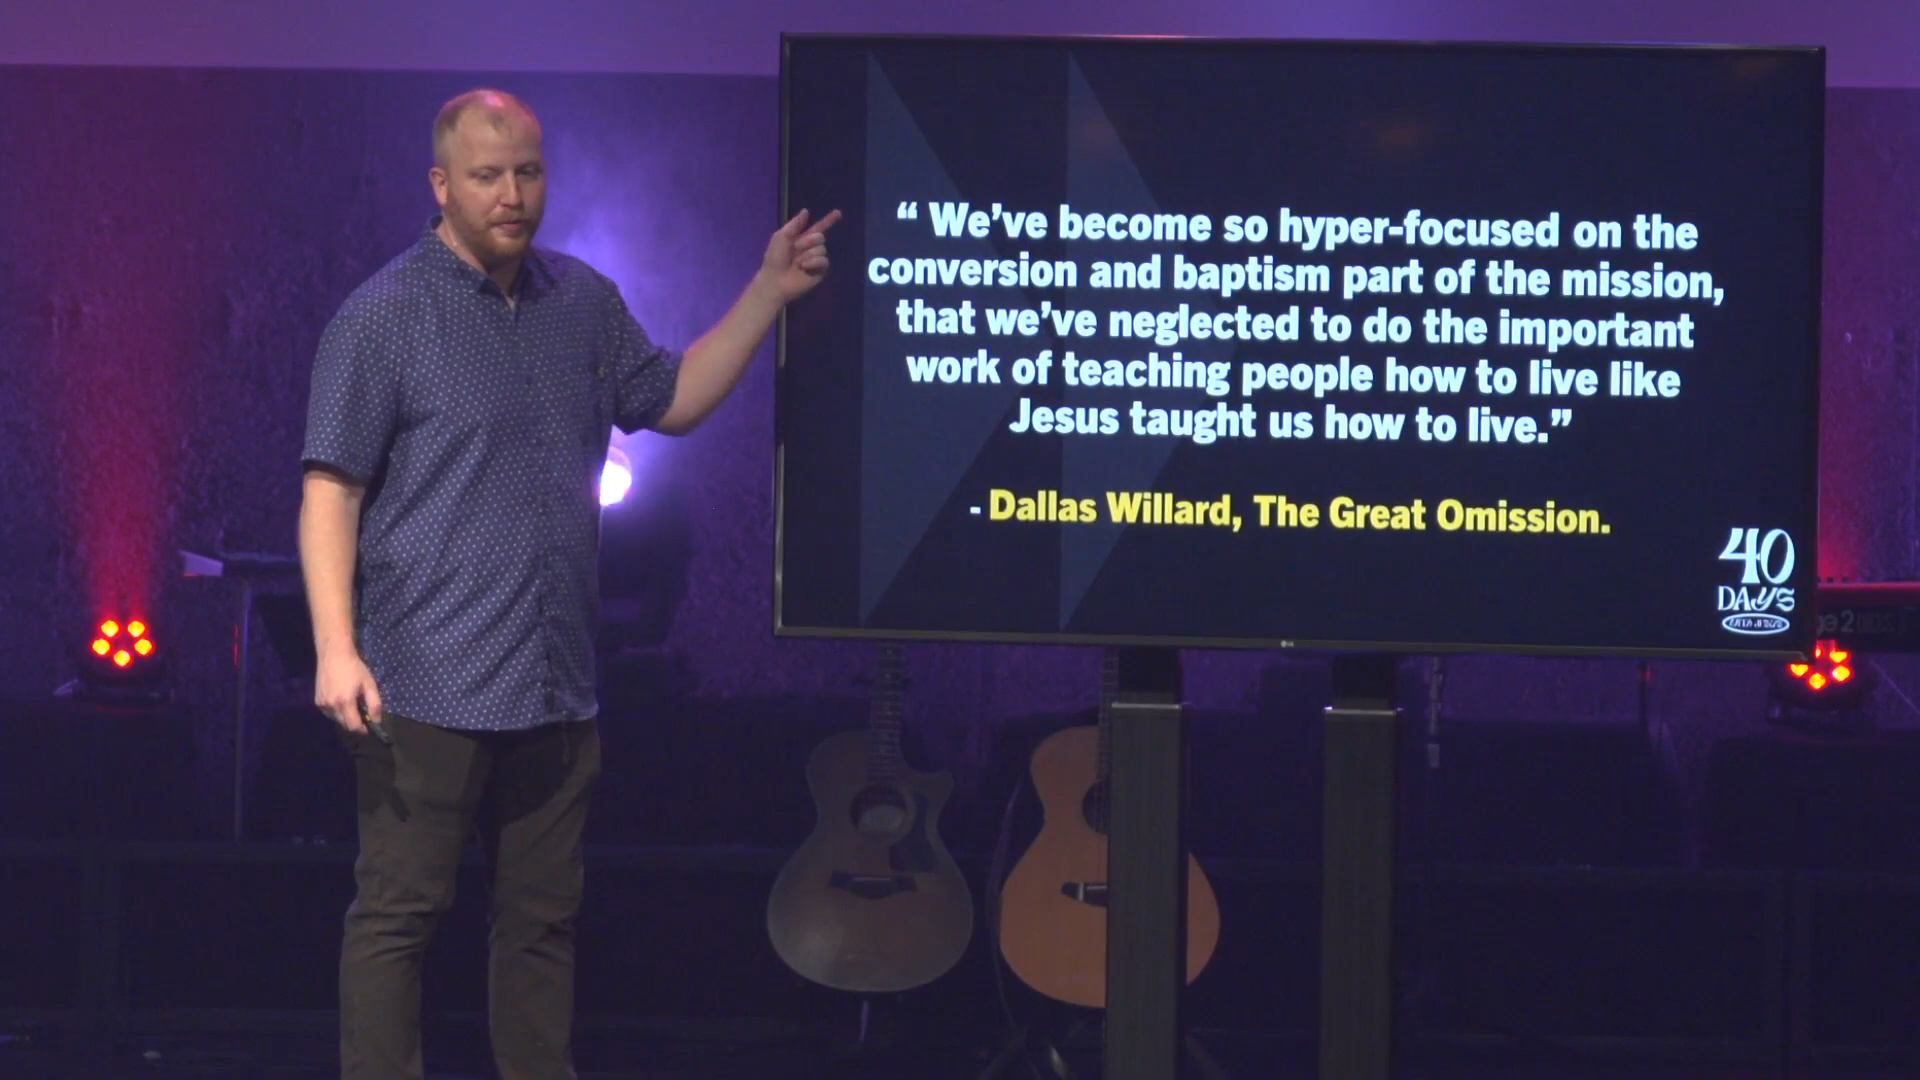 “ We’ve become so hyper-focused on the
conversion and baptism part of the mission,
that we’ve neglected to do the important
work of teaching people how to live like
Jesus taught us how to live.”
- Dallas Willard, The Great Omission.
40
DAYS
LG